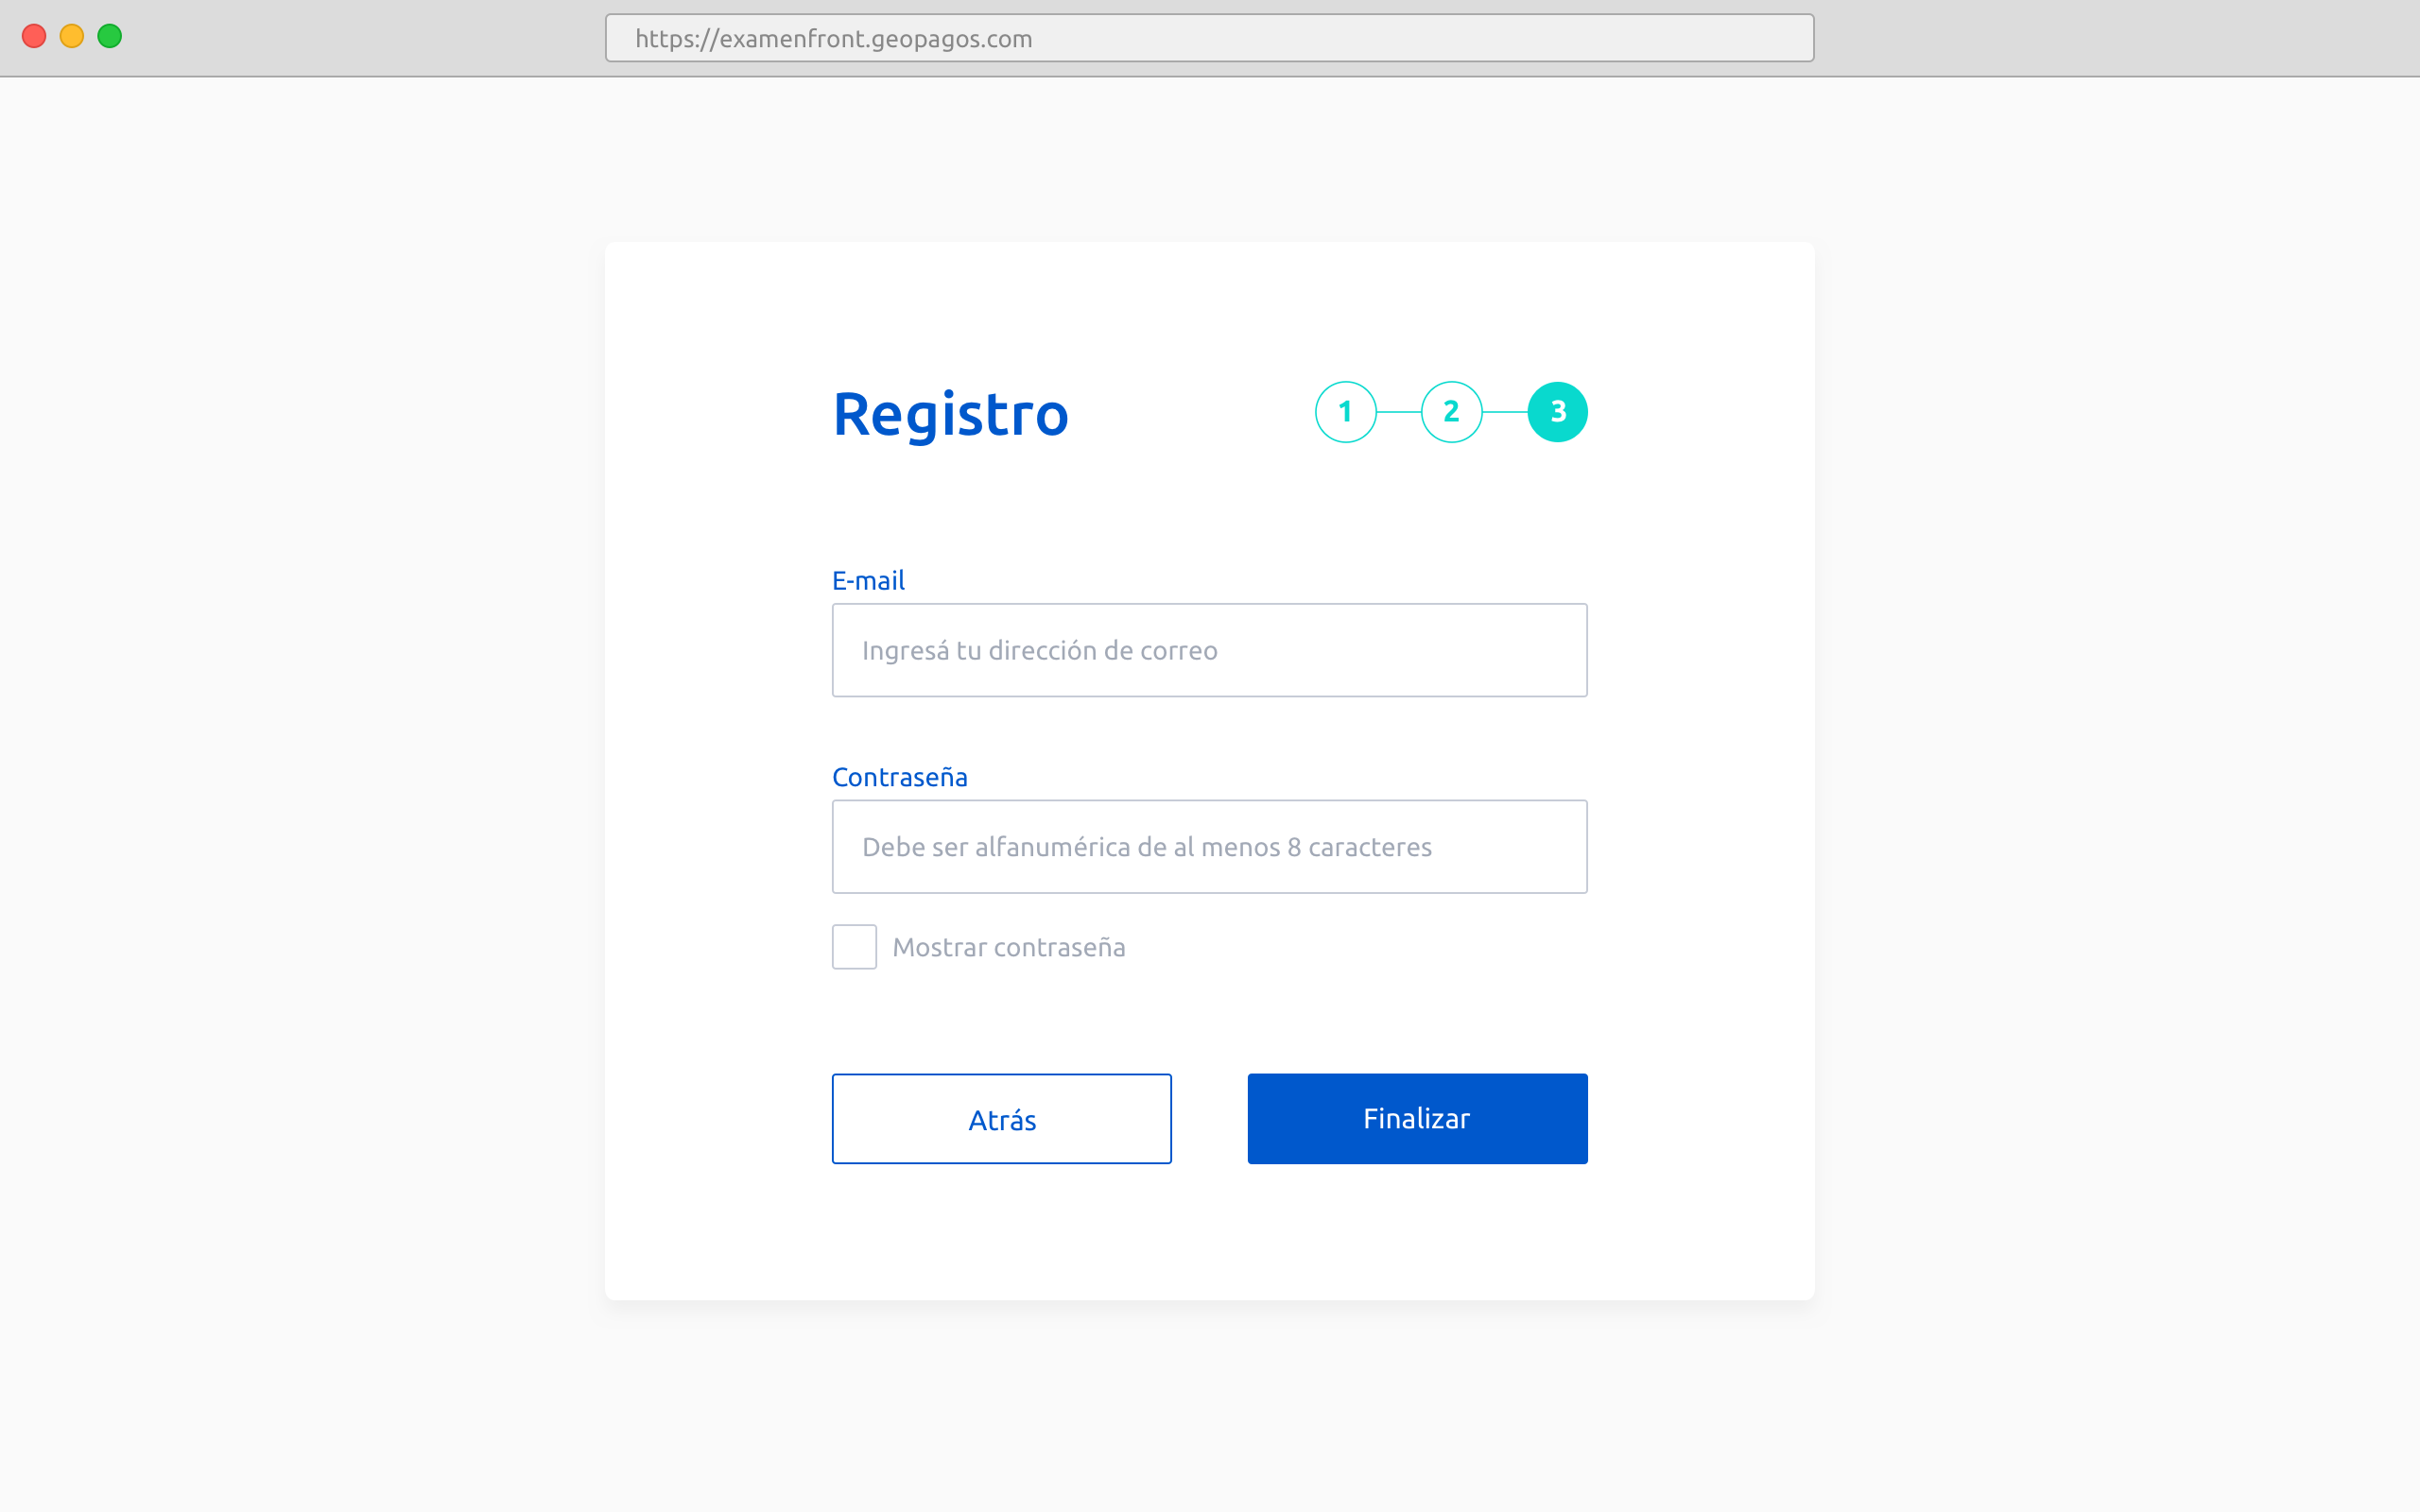 https://examenfront.geopagos.com
Registro
1 2 3
E-mail
Ingresá tu dirección de correo
Contraseña
Debe ser alfanumérica de al menos 8 caracteres
Mostrar contraseña
Atrás Finalizar